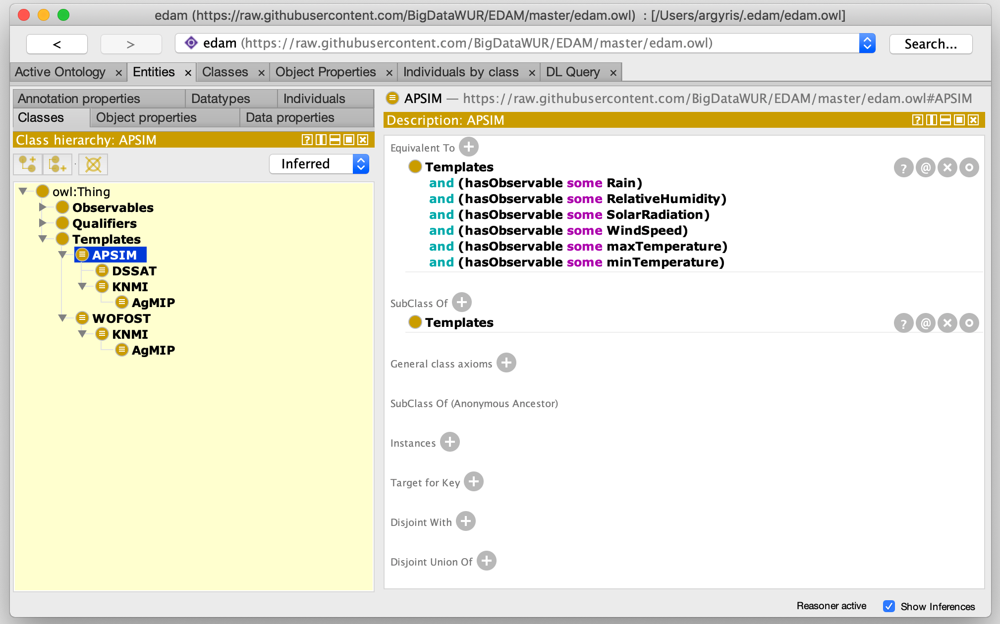 edam (https://raw.githubusercontent.com/BigDataWUR/EDAM/master/edam.owl) : [/Users/argyris/.edam/edam.owl]
< > edam (https://raw.githubusercontent.com/BigDataWUR/EDAM/master/edam.owl) Search...
Active Ontology × Entities × Classes × Object Properties × Individuals by class × DL Query ×
Annotation properties Datatypes Individuals
Classes Object properties Data properties
Class hierarchy: APSIM
Inferred
owl:Thing
Observables
Qualifiers
Templates
APSIM
DSSAT
KNMI
AgMIP
WOFOST
KNMI
AgMIP
APSIM — https://raw.githubusercontent.com/BigDataWUR/EDAM/master/edam.owl#APSIM
Description: APSIM
Equivalent To
Templates
and (hasObservable some Rain)
and (hasObservable some RelativeHumidity)
and (hasObservable some SolarRadiation)
and (hasObservable some WindSpeed)
and (hasObservable some maxTemperature)
and (hasObservable some minTemperature)
SubClass Of
Templates
General class axioms
SubClass Of (Anonymous Ancestor)
Instances
Target for Key
Disjoint With
Disjoint Union Of
Reasoner active Show Inferences